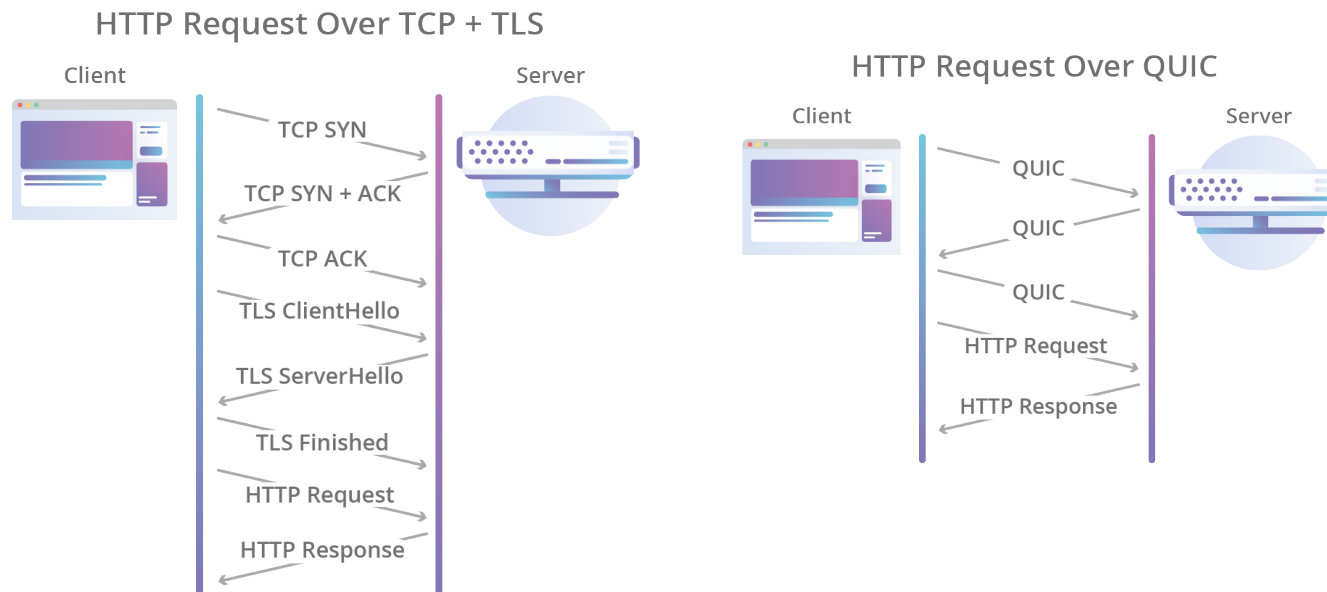 HTTP Request Over TCP + TLS
Client
Server
TCP SYN
TCP SYN + ACK
TCP ACK
TLS ClientHello
TLS ServerHello
TLS Finished
HTTP Request
HTTP Response
HTTP Request Over QUIC
Client
Server
QUIC
QUIC
QUIC
HTTP Request
HTTP Response